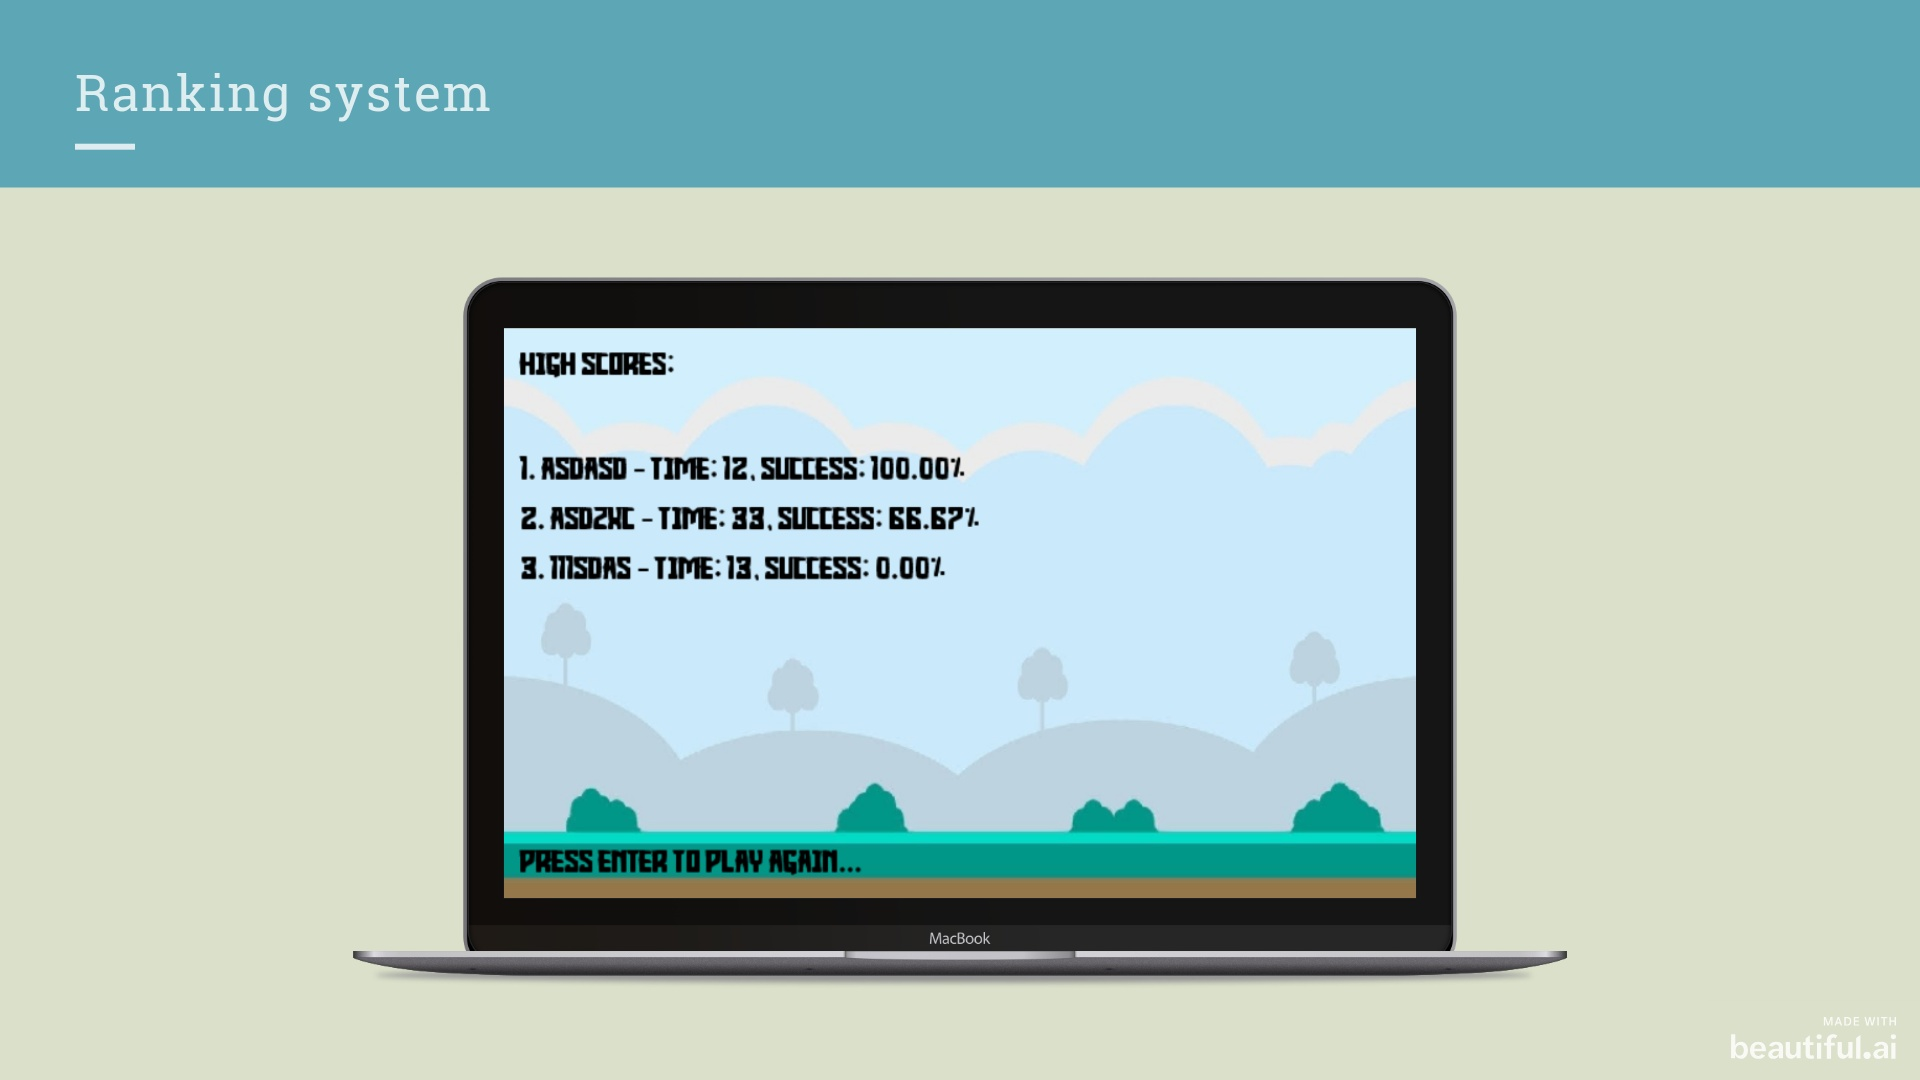 Ranking system
HIGH SCORES:
1. ASDASD - TIME: 12, SUCCESS: 100.00%
2. ASDZXC - TIME: 33, SUCCESS: 66.67%
3. 111SDAS - TIME: 13, SUCCESS: 0.00%
PRESS ENTER TO PLAY AGAIN...
MacBook
MADE WITH
beautiful.ai